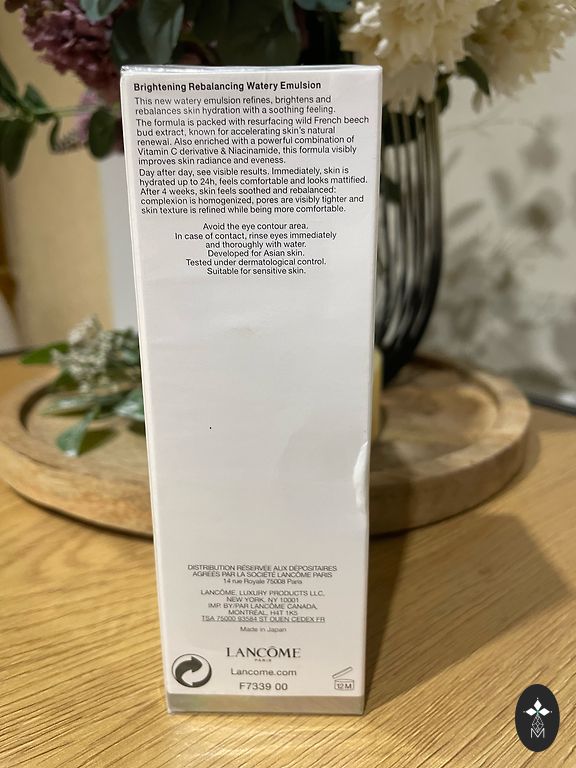 Brightening Rebalancing Watery Emulsion
This new watery emulsion refines, brightens and
rebalances skin hydration with a soothing feeling.
The formula is packed with resurfacing wild French beech
bud extract, known for accelerating skin's natural
renewal. Also enriched with a powerful combination of
Vitamin C derivative & Niacinamide, this formula visibly
improves skin radiance and eveness.
Day after day, see visible results. Immediately, skin is
hydrated up to 24h, feels comfortable and looks mattified.
After 4 weeks, skin feels soothed and rebalanced:
complexion is homogenized, pores are visibly tighter and
skin texture is refined while being more comfortable.
Avoid the eye contour area.
In case of contact, rinse eyes immediately
and thoroughly with water.
Developed for Asian skin.
Tested under dermatological control.
Suitable for sensitive skin.
DISTRIBUTION RÉSERVÉE AUX DÉPOSITAIRES
AGRÉÉS PAR LA SOCIÉTÉ LANCÔME PARIS
14 rue Royale 75008 Paris
LANCÔME, LUXURY PRODUCTS LLC,
NEW YORK, NY 10001
IMP. BY/PAR LANCÔME CANADA,
MONTRÉAL, H4T 1K5
TSA 75000 93584 ST OUEN CEDEX FR
Made in Japan
LANCÔME
PARIS
Lancome.com
F7339 00
12 M
M